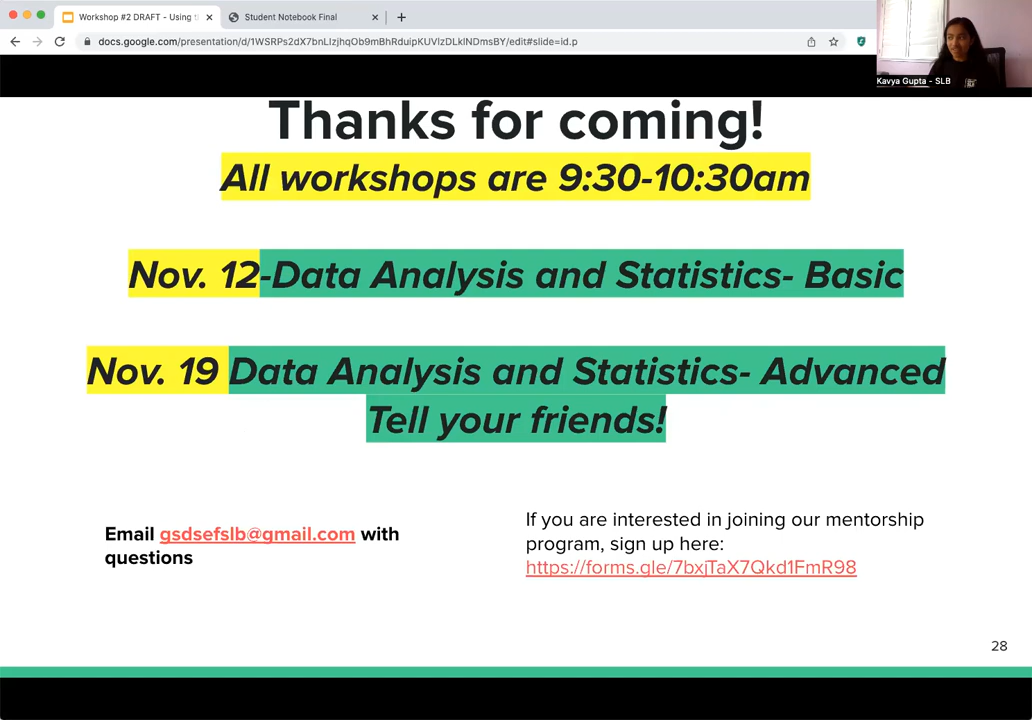 Workshop #2 DRAFT - Using t
Student Notebook Final
docs.google.com/presentation/d/1WSRPs2dX7bnLIzjhqOb9mBhRduipKUVlzDLklNDmsBY/edit#slide=id.p
Kavya Gupta - SLB
Thanks for coming!
All workshops are 9:30-10:30am
Nov. 12-Data Analysis and Statistics- Basic
Nov. 19 Data Analysis and Statistics- Advanced
Tell your friends!
Email gsdsefslb@gmail.com with
questions
If you are interested in joining our mentorship
program, sign up here:
https://forms.gle/7bxjTaX7Qkd1FmR98
28